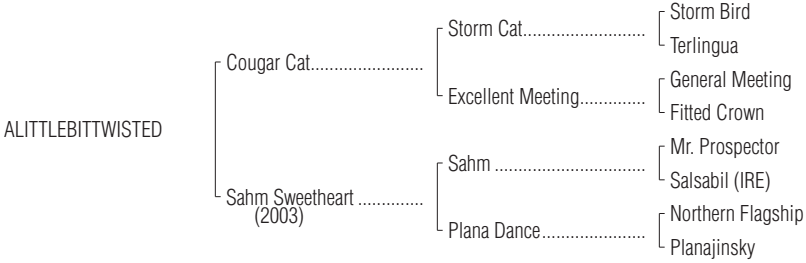 Storm Bird
Storm Cat..........................
Terlingua
Cougar Cat........................
General Meeting
Excellent Meeting..............
Fitted Crown
ALITTLEBITTWISTED
Mr. Prospector
Sahm ................................
Salsabil (IRE)
Sahm Sweetheart ..............
(2003)
Northern Flagship
Plana Dance......................
Planajinsky